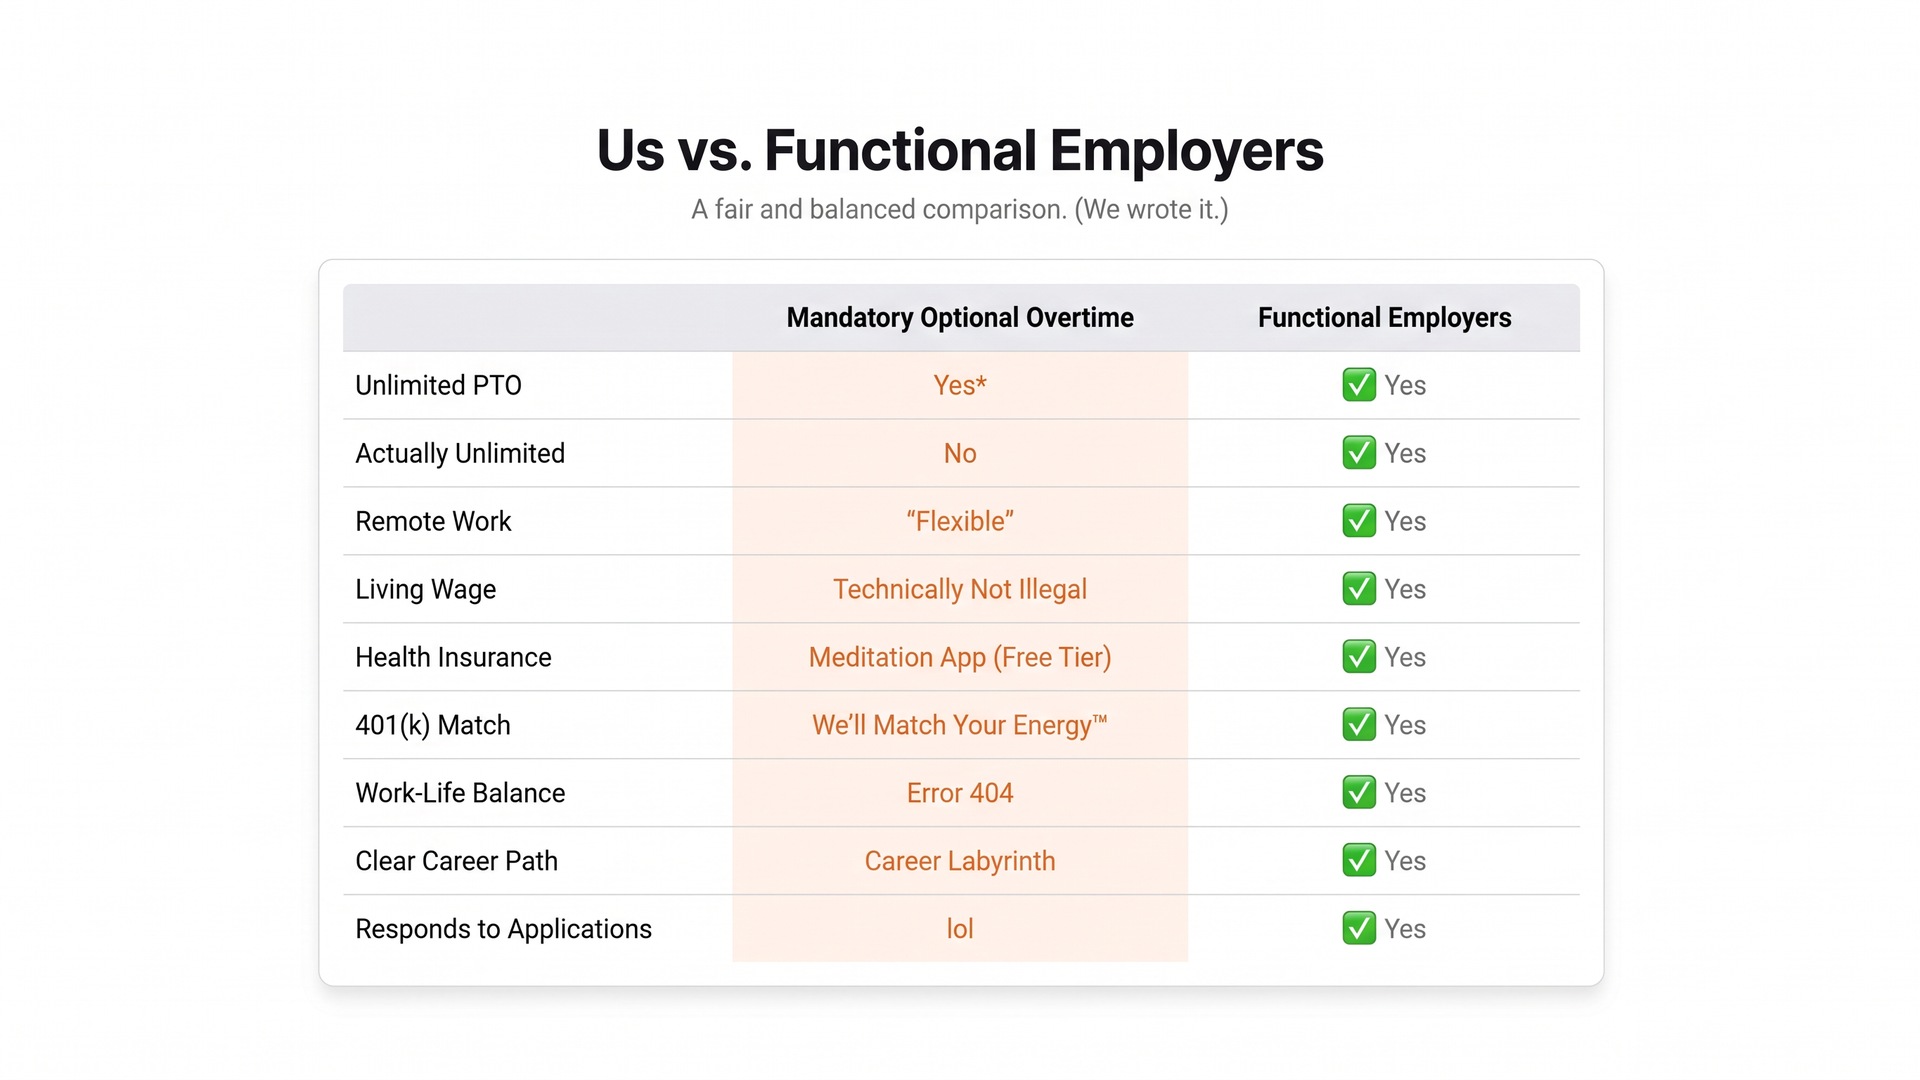 Us vs. Functional Employers
A fair and balanced comparison. (We wrote it.)
Mandatory Optional Overtime Functional Employers
Unlimited PTO Yes* ✅ Yes
Actually Unlimited No ✅ Yes
Remote Work “Flexible” ✅ Yes
Living Wage Technically Not Illegal ✅ Yes
Health Insurance Meditation App (Free Tier) ✅ Yes
401(k) Match We’ll Match Your Energy™ ✅ Yes
Work-Life Balance Error 404 ✅ Yes
Clear Career Path Career Labyrinth ✅ Yes
Responds to Applications lol ✅ Yes